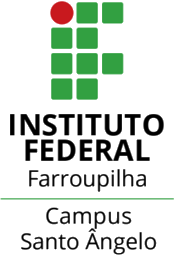 INSTITUTO
FEDERAL
Farroupilha
Campus
Santo Ângelo